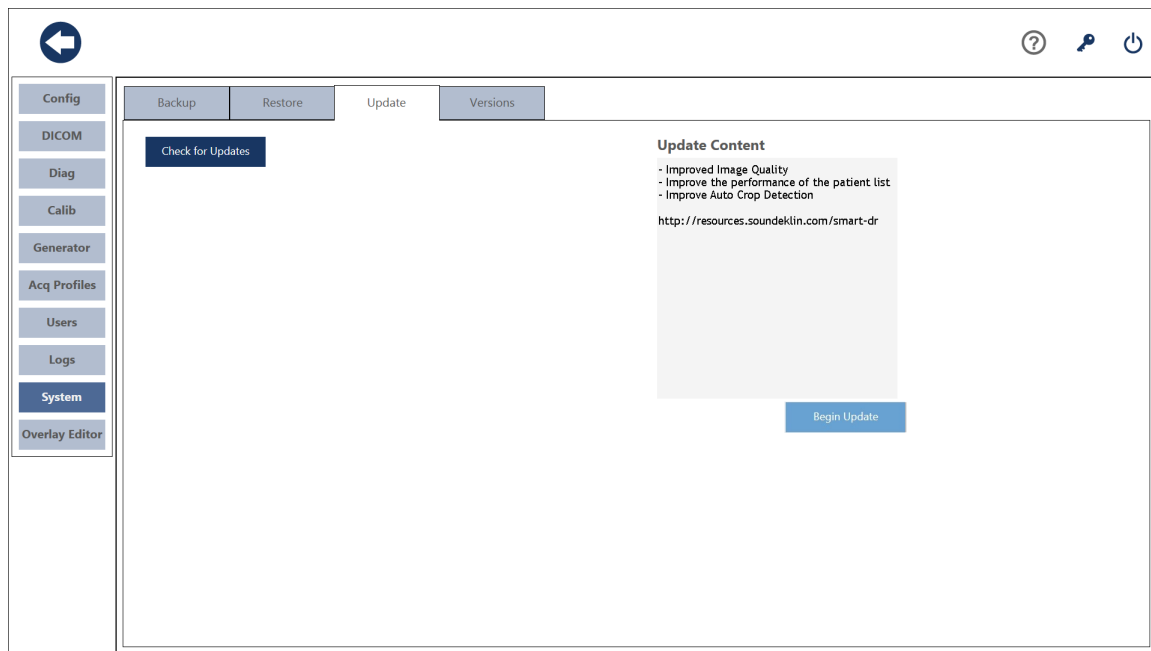 Config
DICOM
Diag
Calib
Generator
Acq Profiles
Users
Logs
System
Overlay Editor
Backup
Restore
Update
Versions
Check for Updates
Update Content
- Improved Image Quality
- Improve the performance of the patient list
- Improve Auto Crop Detection
http://resources.soundeklin.com/smart-dr
Begin Update